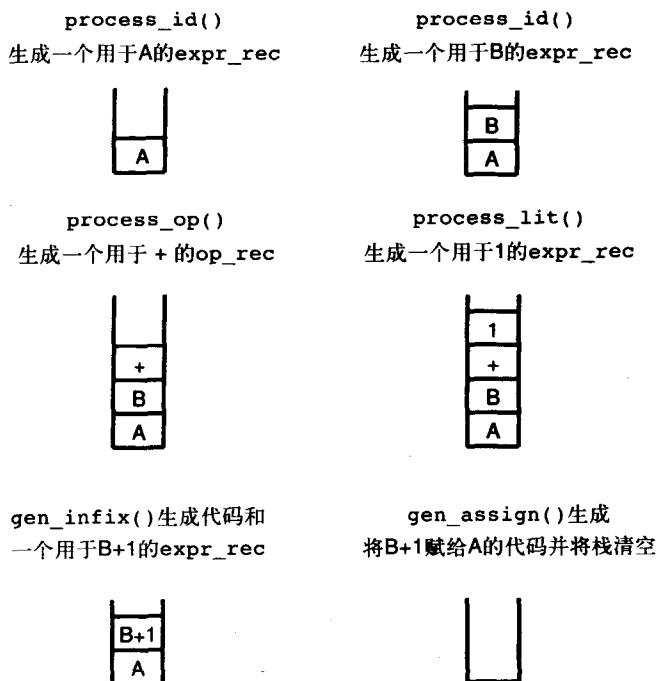 process_id()
生成一个用于A的expr_rec
A
process_id()
生成一个用于B的expr_rec
B
A
process_op()
生成一个用于 + 的op_rec
+
B
A
process_lit()
生成一个用于1的expr_rec
1
+
B
A
gen_infix()生成代码和
一个用于B+1的expr_rec
B+1
A
gen_assign()生成
将B+1赋给A的代码并将栈清空